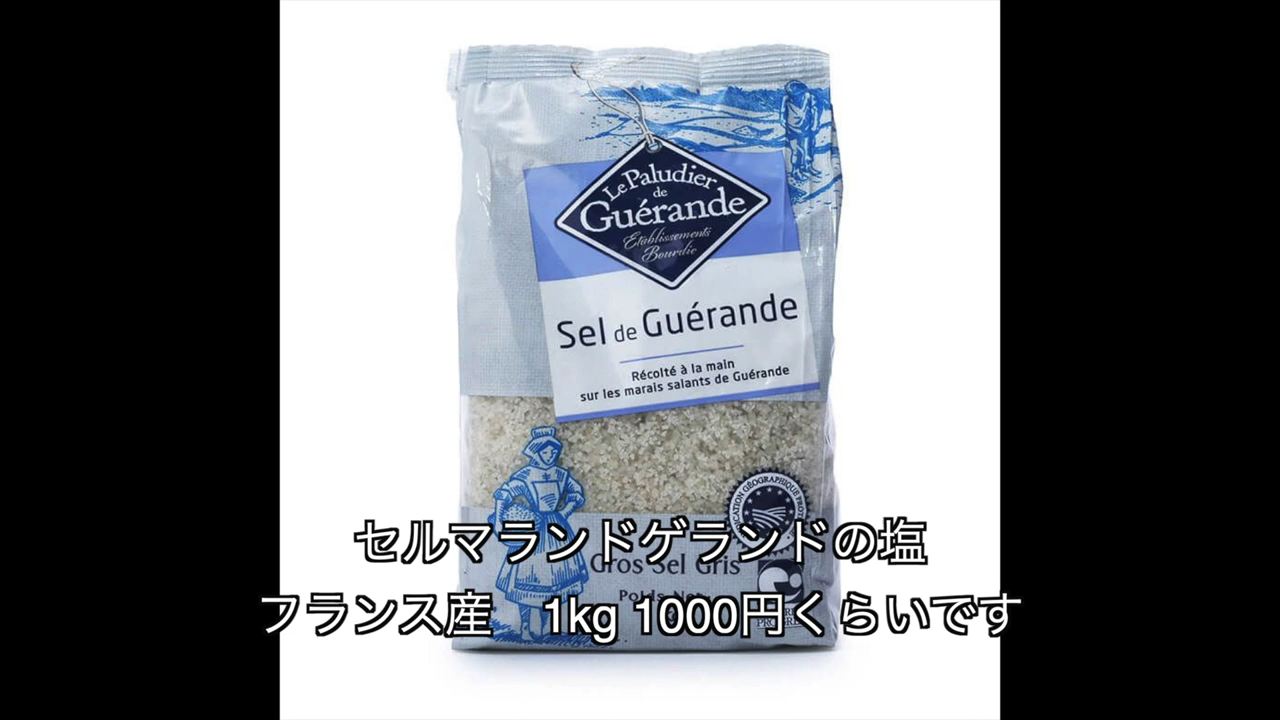 Le Paludier
de
Guérande
Etablissements
Bourdic
Sel de Guérande
Récolté à la main
sur les marais salants de Guérande
セルマランドゲランドの塩
Gros Sel Gris
フランス産 1kg 1000円くらいです